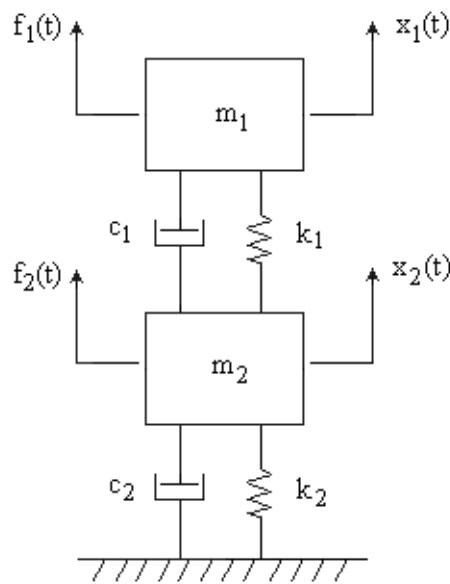 f₁(t) x₁(t)
m₁
c₁ k₁
f₂(t) x₂(t)
m₂
c₂ k₂